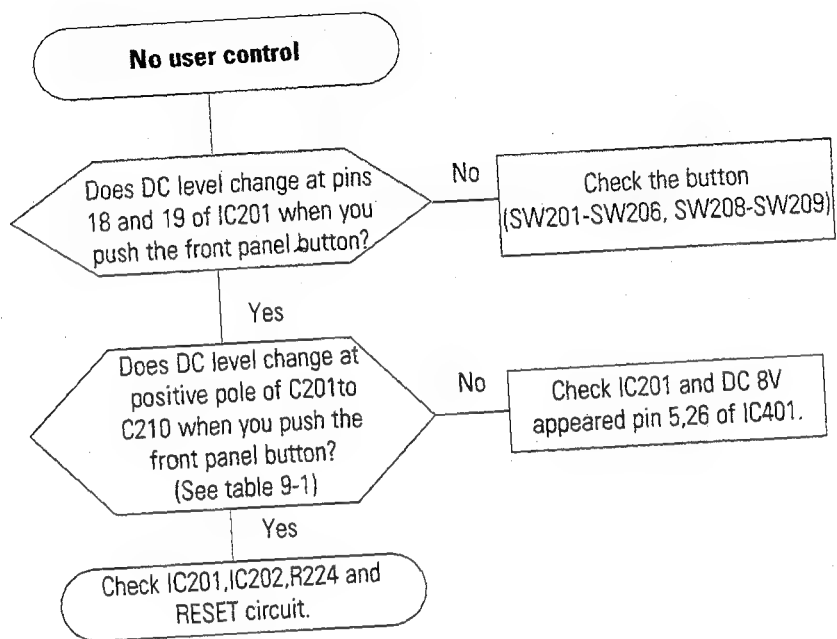 No user control
Does DC level change at pins
18 and 19 of IC201 when you
push the front panel button?
No
Check the button
(SW201-SW206, SW208-SW209)
Yes
Does DC level change at
positive pole of C201to
C210 when you push the
front panel button?
(See table 9-1)
No
Check IC201 and DC 8V
appeared pin 5,26 of IC401.
Yes
Check IC201,IC202,R224 and
RESET circuit.